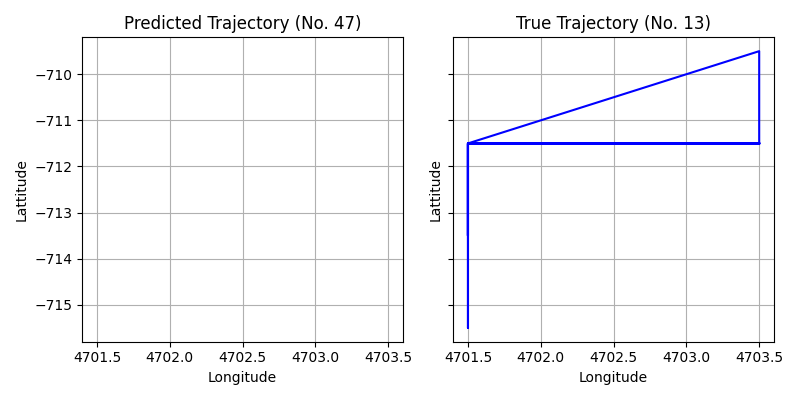 Predicted Trajectory (No. 47)
True Trajectory (No. 13)
Lattitude
−710
−711
−712
−713
−714
−715
4701.5 4702.0 4702.5 4703.0 4703.5
Longitude
Lattitude
4701.5 4702.0 4702.5 4703.0 4703.5
Longitude